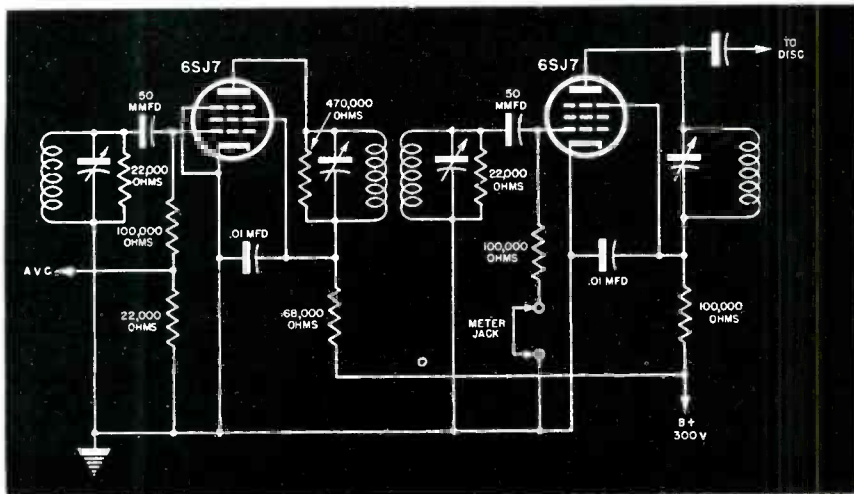 6SJ7
50
MMFD
470,000
OHMS
22,000
OHMS
100,000
OHMS
.01 MFD
AVC
22,000
OHMS
68,000
OHMS
6SJ7
TO
DISC
50
MMFD
22,000
OHMS
100,000
OHMS
.01 MFD
METER
JACK
100,000
OHMS
B+
300 V